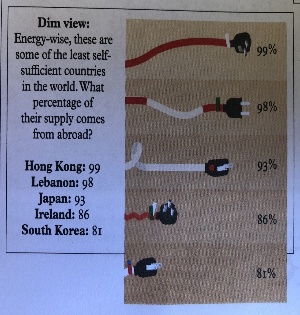 Dim view:
Energy-wise, these are
some of the least self-
sufficient countries
in the world. What
percentage of
their supply comes
from abroad?
Hong Kong: 99
Lebanon: 98
Japan: 93
Ireland: 86
South Korea: 81
99%
98%
93%
86%
81%